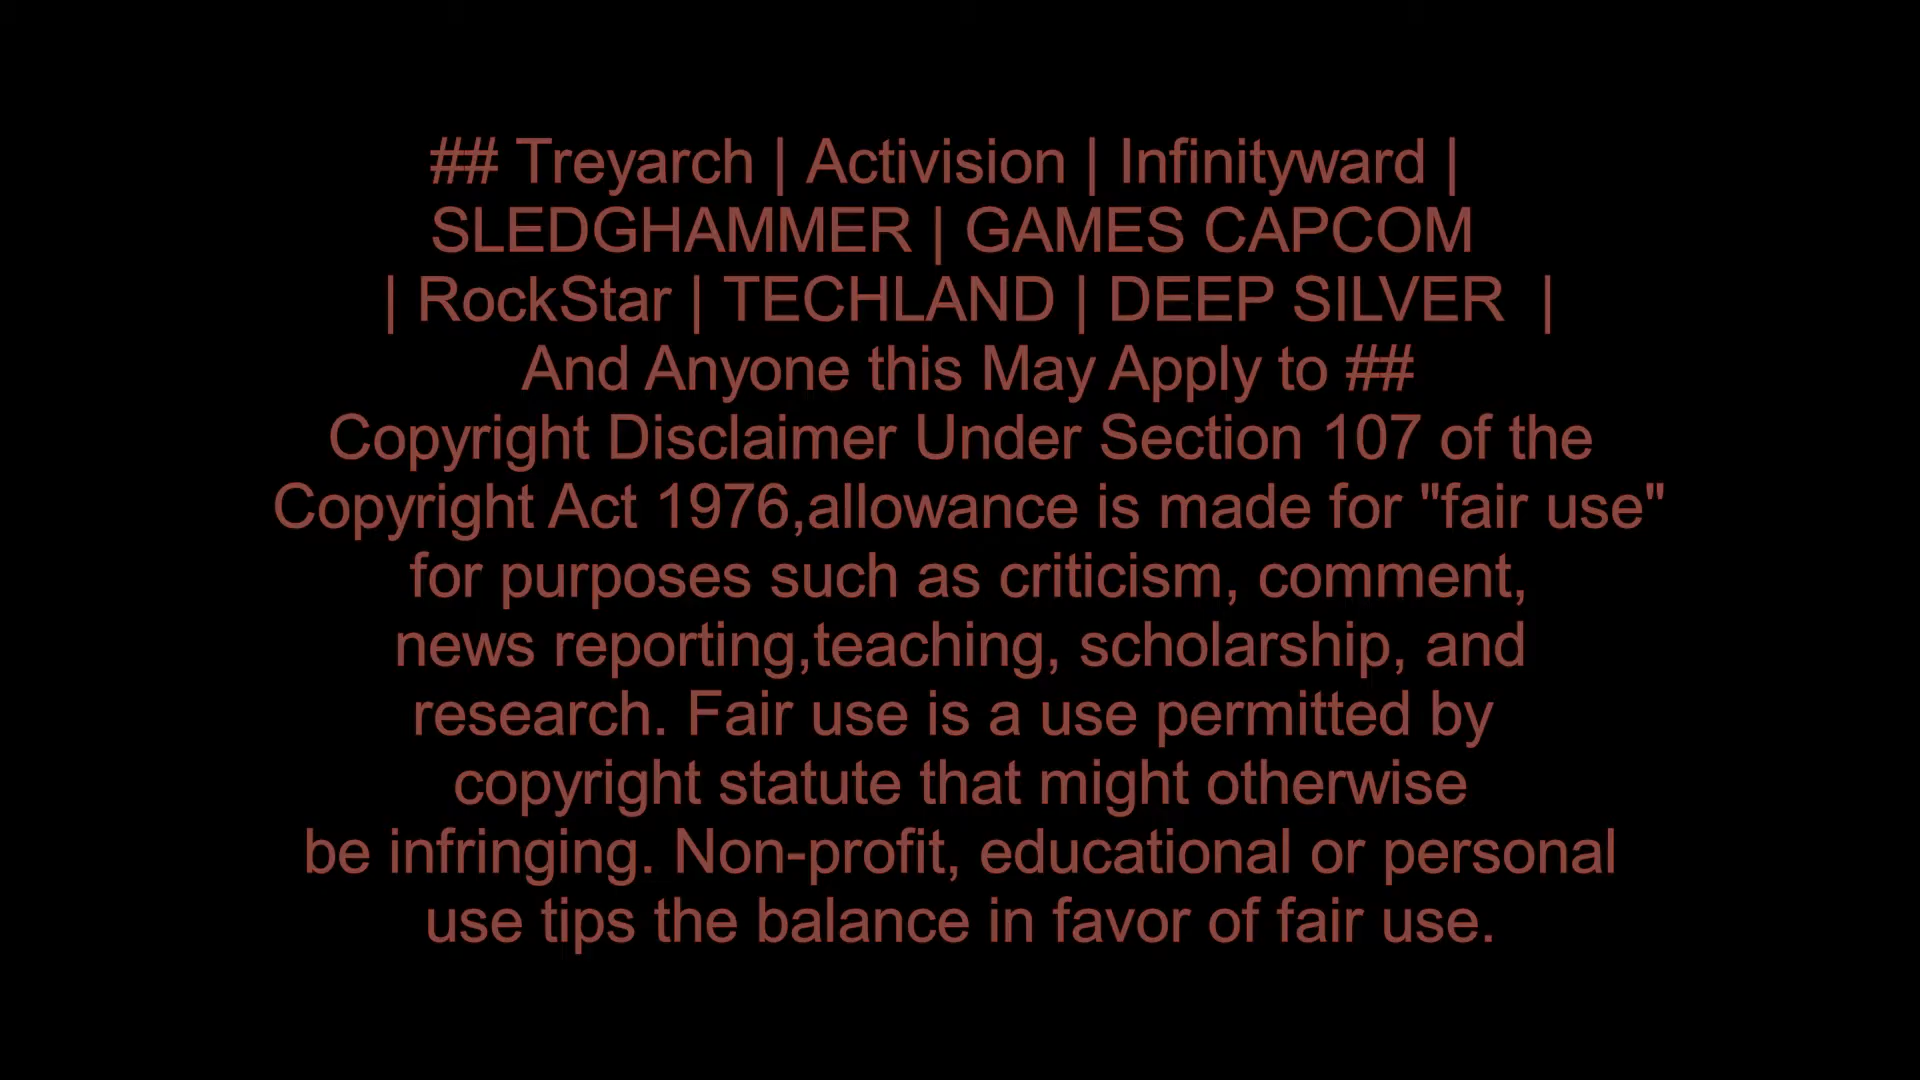 ## Treyarch | Activision | Infinityward |
SLEDGHAMMER | GAMES CAPCOM
| RockStar | TECHLAND | DEEP SILVER  |
And Anyone this May Apply to ##
Copyright Disclaimer Under Section 107 of the
Copyright Act 1976,allowance is made for "fair use"
for purposes such as criticism, comment,
news reporting,teaching, scholarship, and
research. Fair use is a use permitted by
copyright statute that might otherwise
be infringing. Non-profit, educational or personal
use tips the balance in favor of fair use.